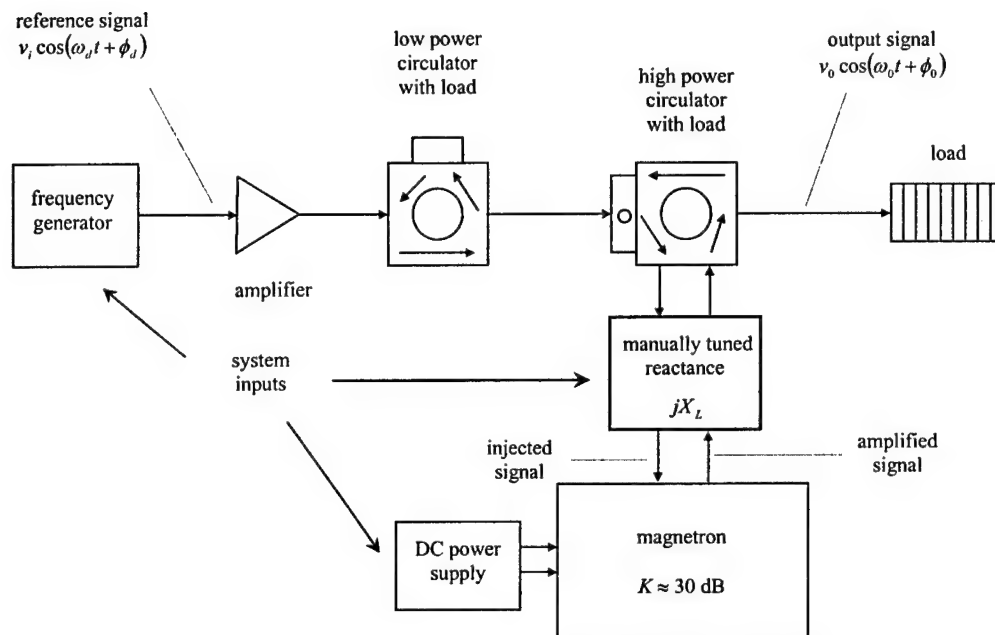 reference signal
v_i cos(ω_d t + ϕ_d)
low power
circulator
with load
high power
circulator
with load
output signal
v_0 cos(ω_0 t + ϕ_0)
load
frequency
generator
amplifier
system
inputs
manually tuned
reactance
jX_L
injected
signal
amplified
signal
DC power
supply
magnetron
K ≈ 30 dB